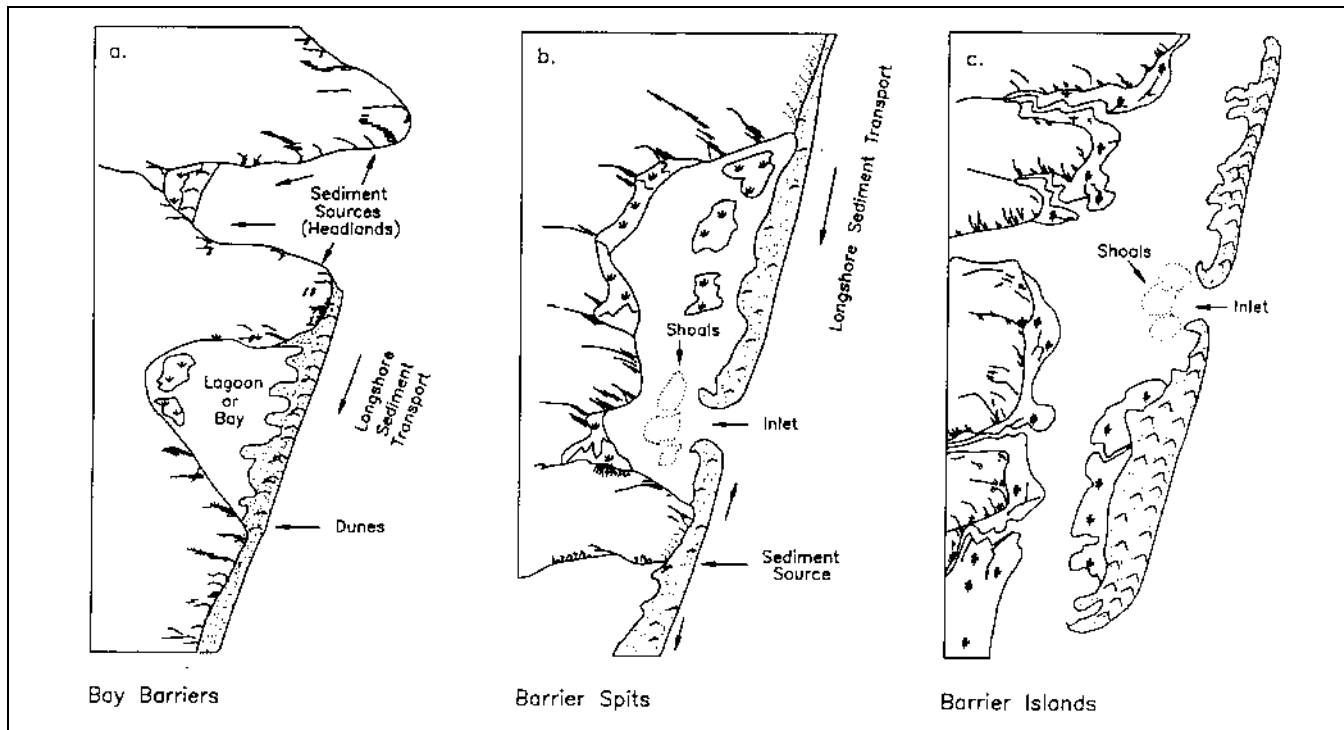 a.
Sediment
Sources
(Headlands)
Lagoon
or
Bay
Longshore
Sediment
Transport
Dunes
Bay Barriers
b.
Longshore Sediment Transport
Shoals
Inlet
Sediment
Source
Barrier Spits
c.
Shoals
Inlet
Barrier Islands